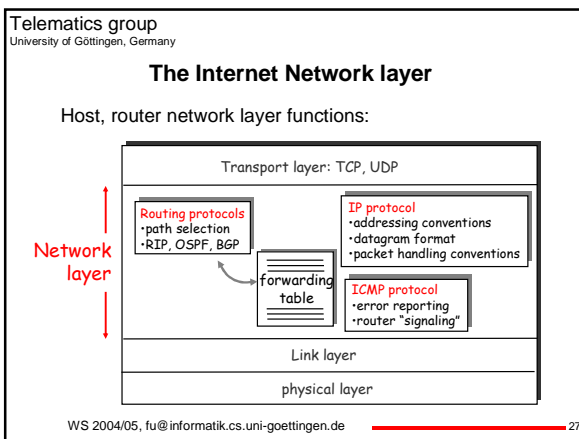 Telematics group
University of Göttingen, Germany
The Internet Network layer
Host, router network layer functions:
Transport layer: TCP, UDP
Network
layer
Routing protocols
•path selection
•RIP, OSPF, BGP
forwarding
table
IP protocol
•addressing conventions
•datagram format
•packet handling conventions
ICMP protocol
•error reporting
•router “signaling”
Link layer
physical layer
WS 2004/05, fu@informatik.cs.uni-goettingen.de
27